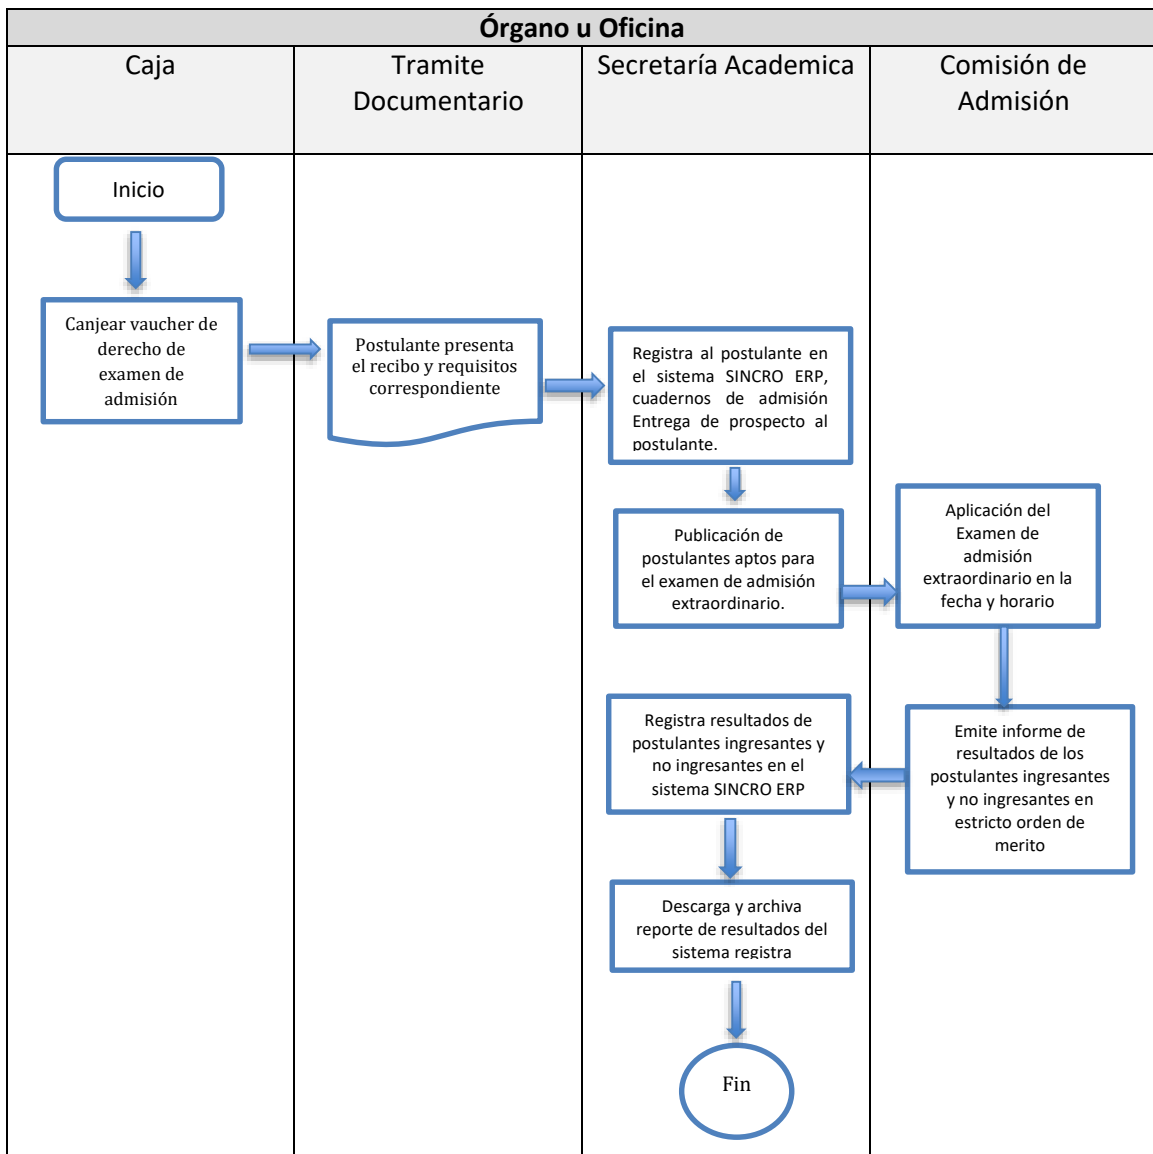 Órgano u Oficina
Caja
Tramite
Documentario
Secretaría Academica
Comisión de
Admisión
Inicio
Canjear vaucher de
derecho de
examen de
admisión
Postulante presenta
el recibo y requisitos
correspondiente
Registra al postulante en
el sistema SINCRO ERP,
cuadernos de admisión
Entrega de prospecto al
postulante.
Publicación de
postulantes aptos para
el examen de admisión
extraordinario.
Aplicación del
Examen de
admisión
extraordinario en la
fecha y horario
Emite informe de
resultados de los
postulantes ingresantes
y no ingresantes en
estricto orden de
merito
Registra resultados de
postulantes ingresantes y
no ingresantes en el
sistema SINCRO ERP
Descarga y archiva
reporte de resultados del
sistema registra
Fin